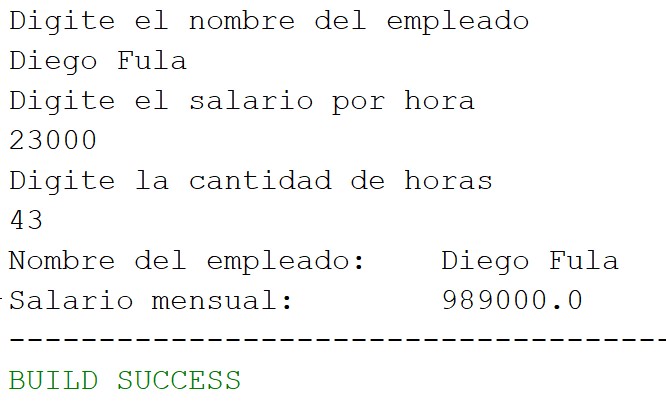 Digite el nombre del empleado
Diego Fula
Digite el salario por hora
23000
Digite la cantidad de horas
43
Nombre del empleado:    Diego Fula
Salario mensual:        989000.0
-------------------------------------
BUILD SUCCESS